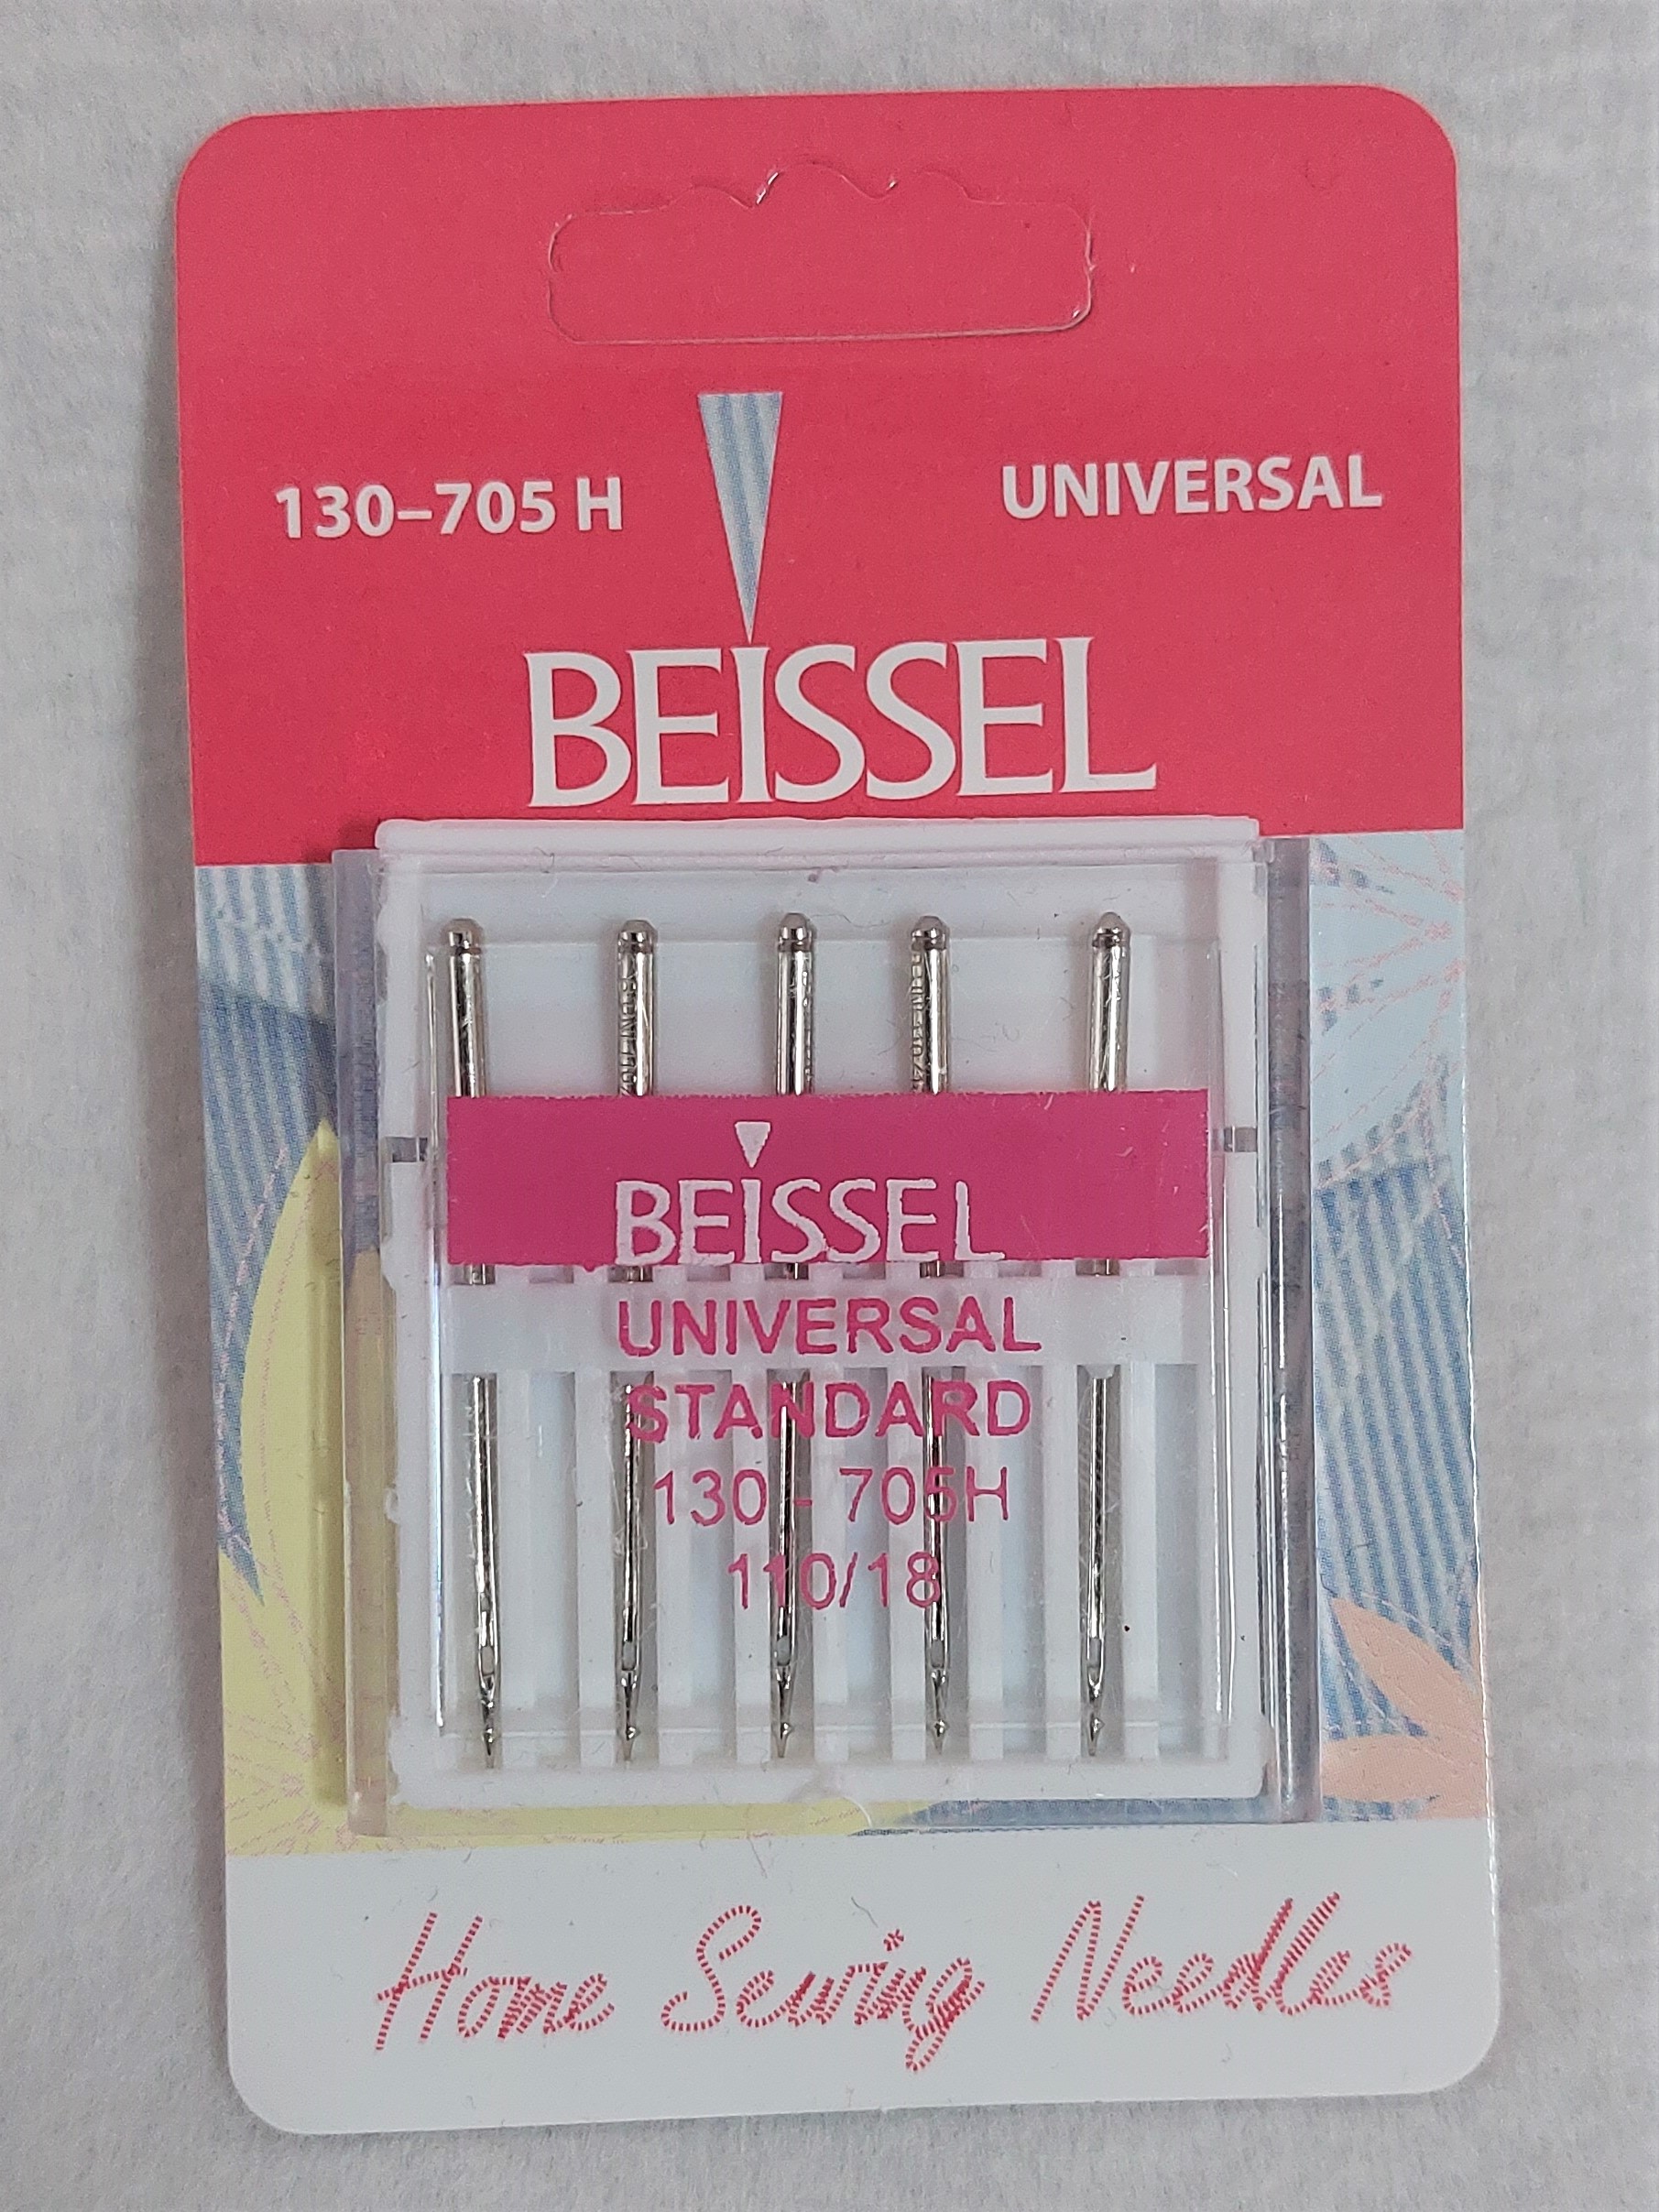 130–705 H
UNIVERSAL
BEISSEL
BEISSEL
UNIVERSAL
STANDARD
130 - 705H
110/18
Home Sewing Needles